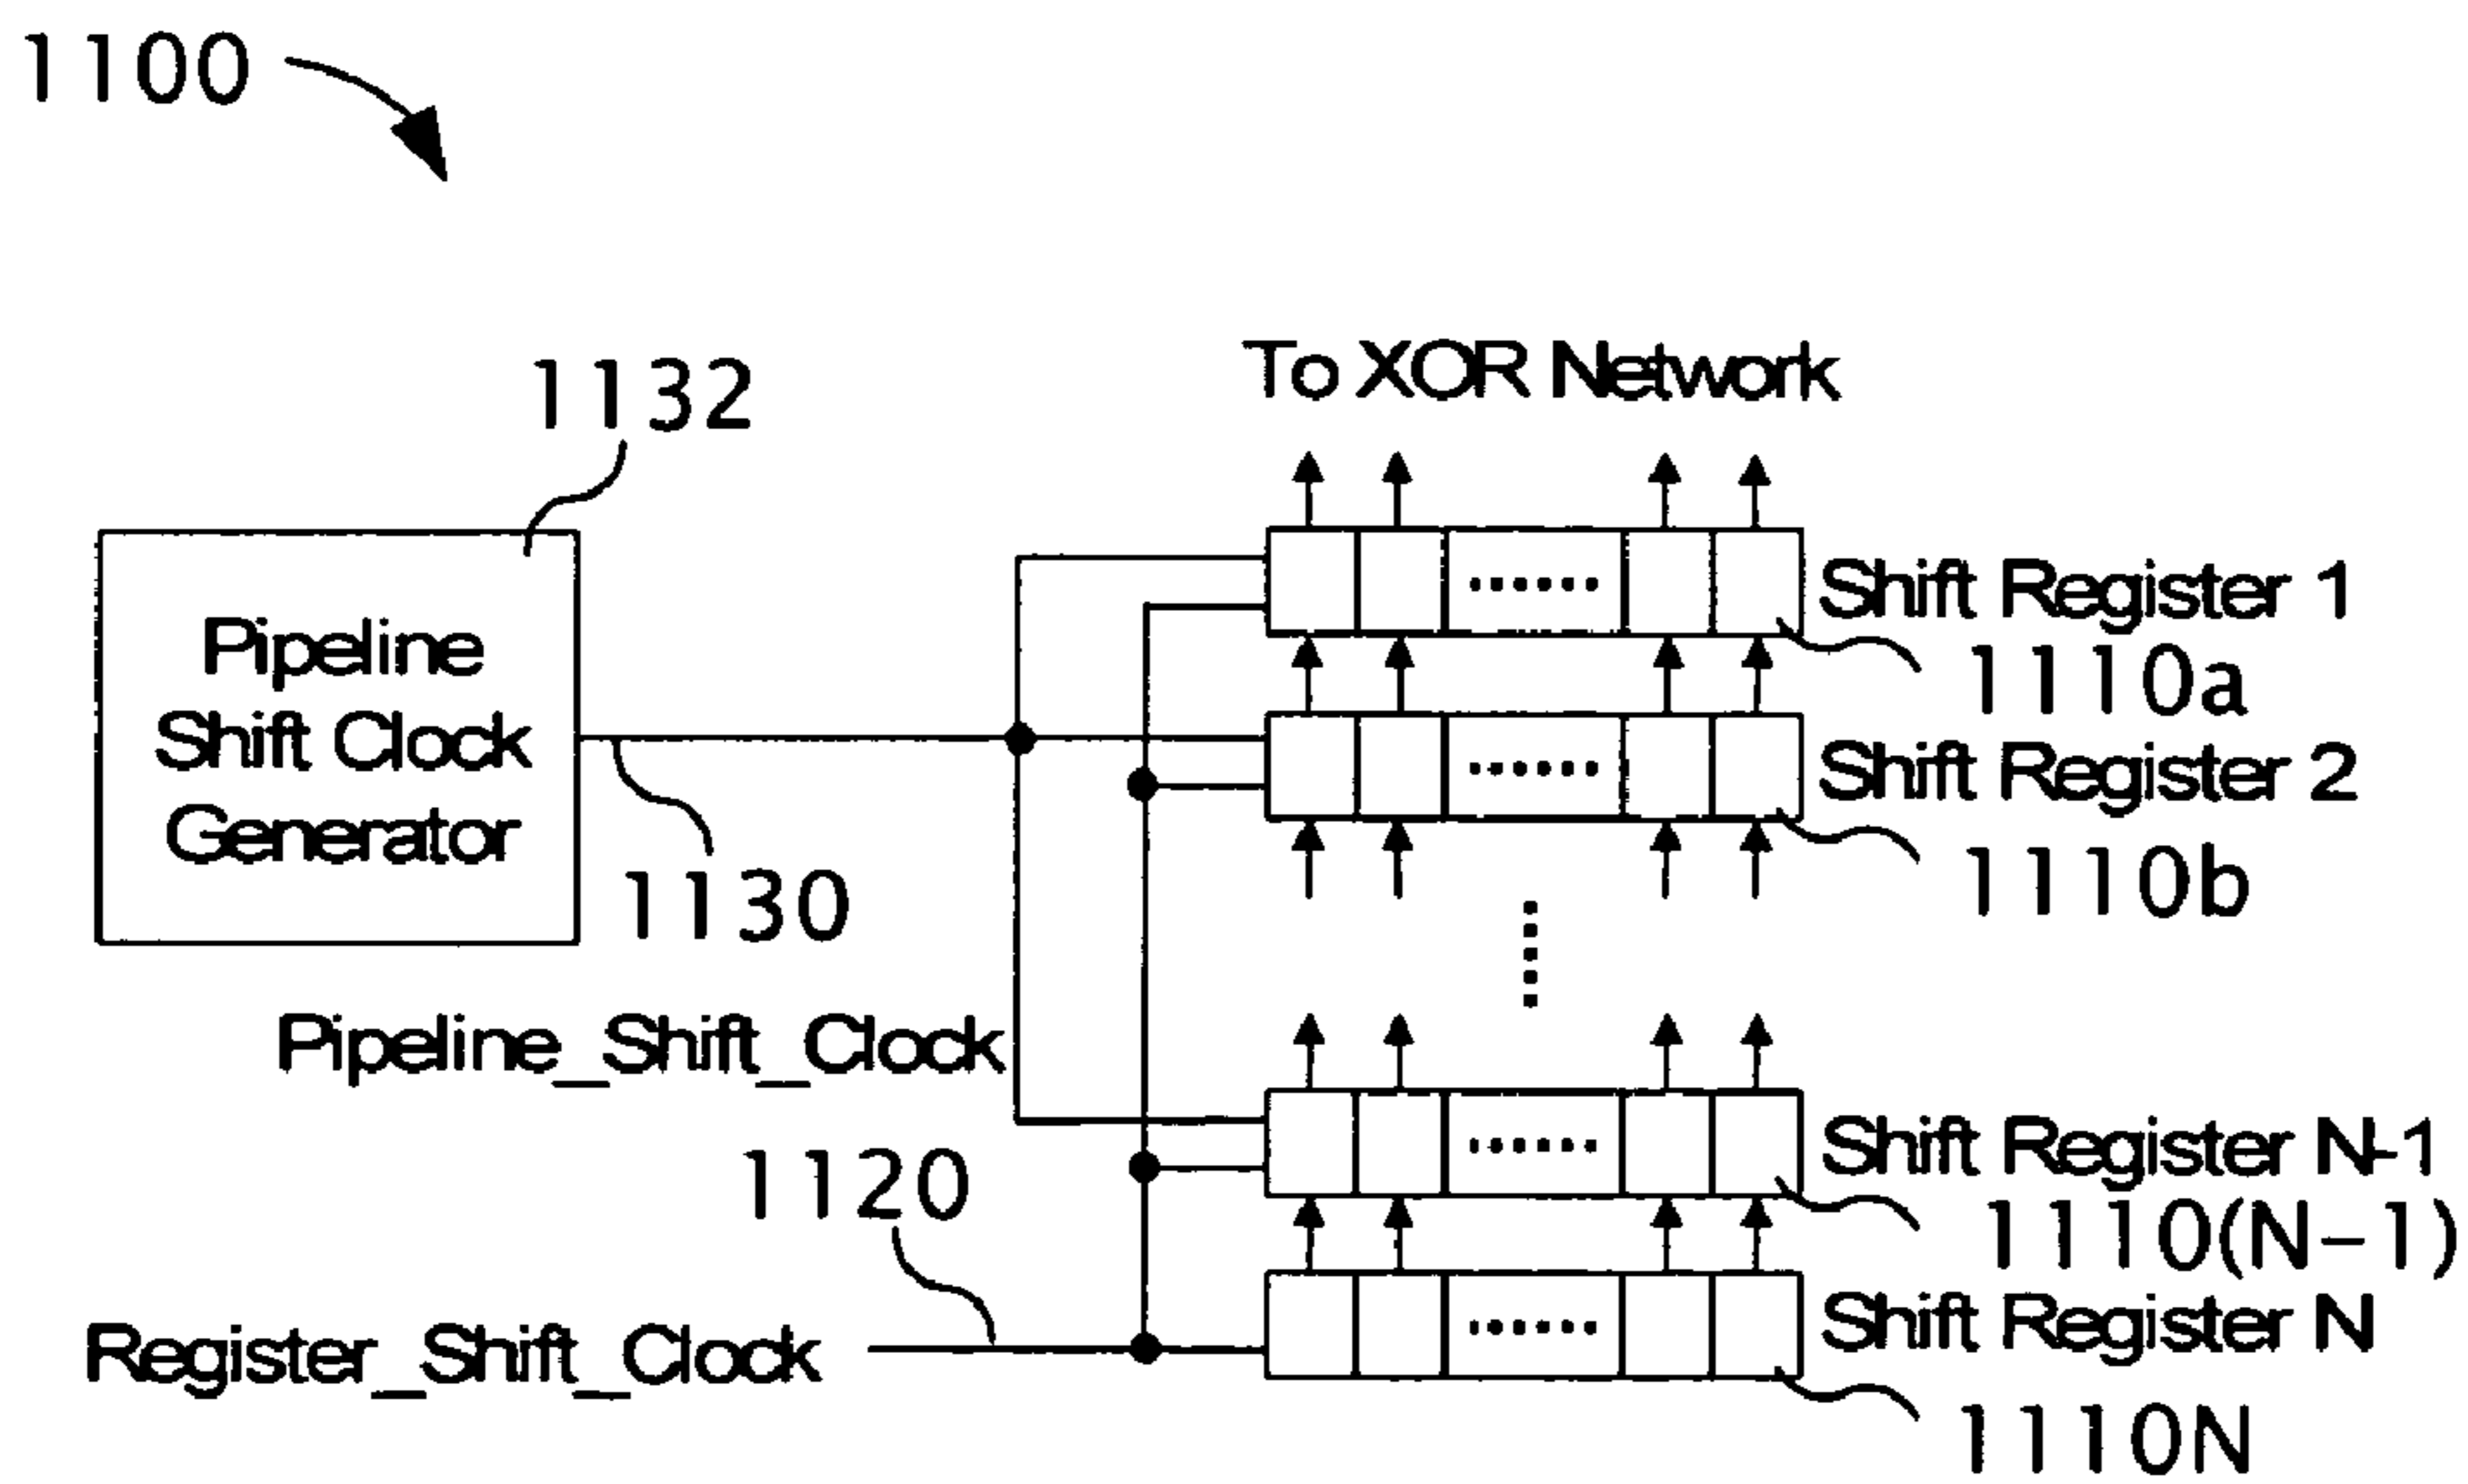 1100
1132
To XOR Network
Pipeline
Shift Clock
Generator
Shift Register 1
1110a
Shift Register 2
1110b
1130
Pipeline_Shift_Clock
Shift Register N-1
1110(N-1)
1120
Register_Shift_Clock
Shift Register N
1110N